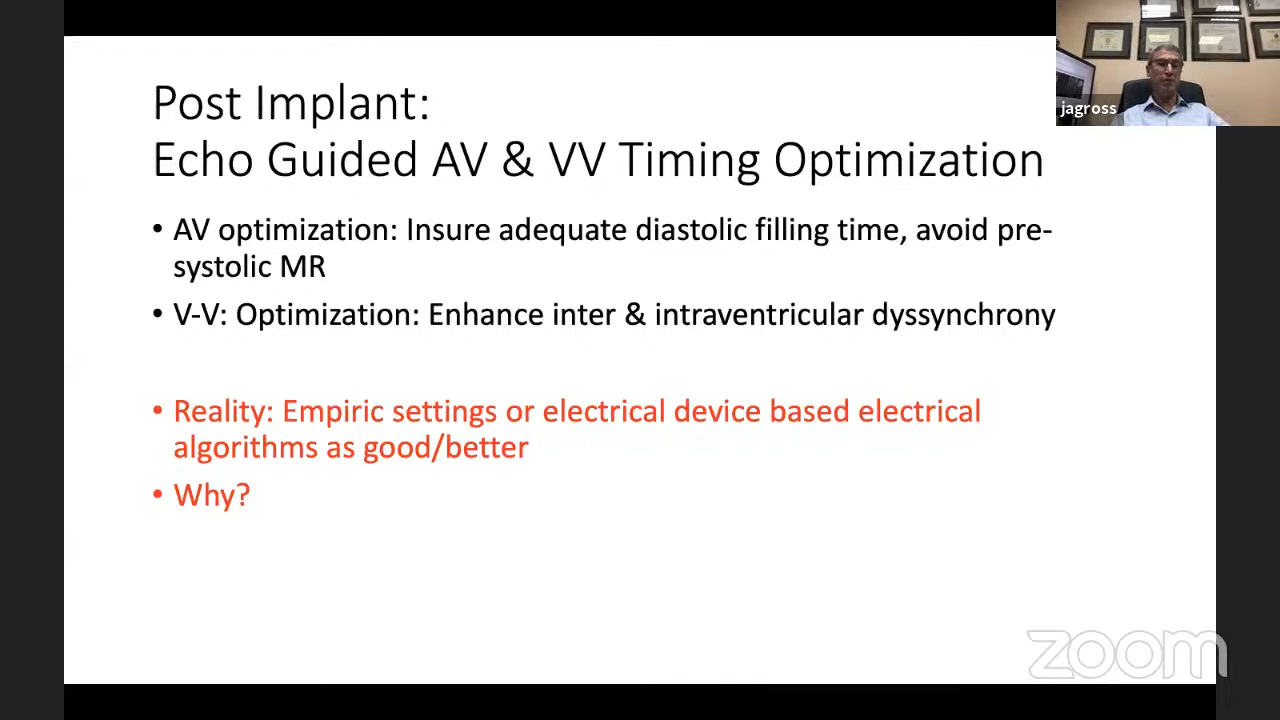 Post Implant:
Echo Guided AV & VV Timing Optimization
• AV optimization: Insure adequate diastolic filling time, avoid pre-
systolic MR
• V-V: Optimization: Enhance inter & intraventricular dyssynchrony
• Reality: Empiric settings or electrical device based electrical
algorithms as good/better
• Why?
jagross
zoom